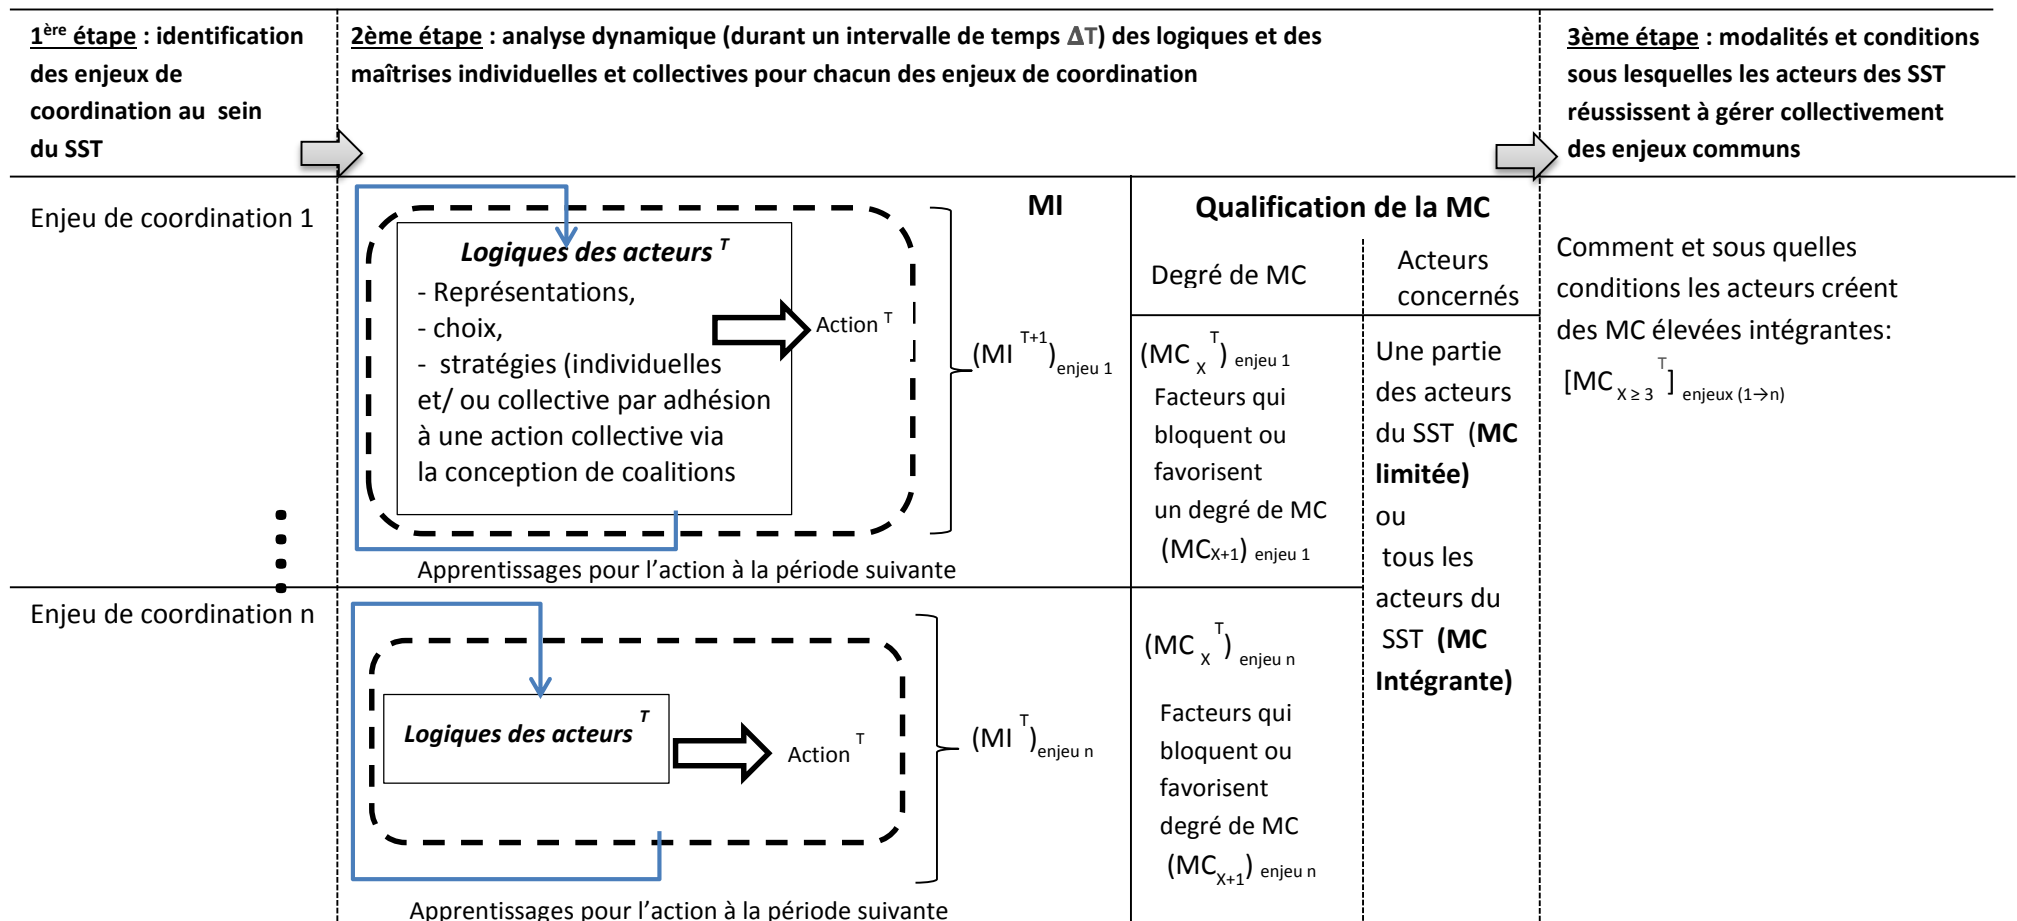 1ère étape : identification
des enjeux de
coordination au sein
du SST
2ème étape : analyse dynamique (durant un intervalle de temps ΔT) des logiques et des
maîtrises individuelles et collectives pour chacun des enjeux de coordination
3ème étape : modalités et conditions
sous lesquelles les acteurs des SST
réussissent à gérer collectivement
des enjeux communs
Enjeu de coordination 1
Logiques des acteurs T
- Représentations,
- choix,
- stratégies (individuelles
et/ ou collective par adhésion
à une action collective via
la conception de coalitions
Action T
Apprentissages pour l'action à la période suivante
MI
(MI T+1) enjeu 1
Qualification de la MC
Degré de MC
Acteurs
concernés
(MC X T) enjeu 1
Facteurs qui
bloquent ou
favorisent
un degré de MC
(MCX+1) enjeu 1
Une partie
des acteurs
du SST (MC
limitée)
ou
tous les
acteurs du
SST (MC
Intégrante)
Comment et sous quelles
conditions les acteurs créent
des MC élevées intégrantes:
[MC X ≥ 3 T] enjeux (1→n)
Enjeu de coordination n
Logiques des acteurs T
Action T
Apprentissages pour l'action à la période suivante
(MI T) enjeu n
(MC X T) enjeu n
Facteurs qui
bloquent ou
favorisent
degré de MC
(MCX+1) enjeu n